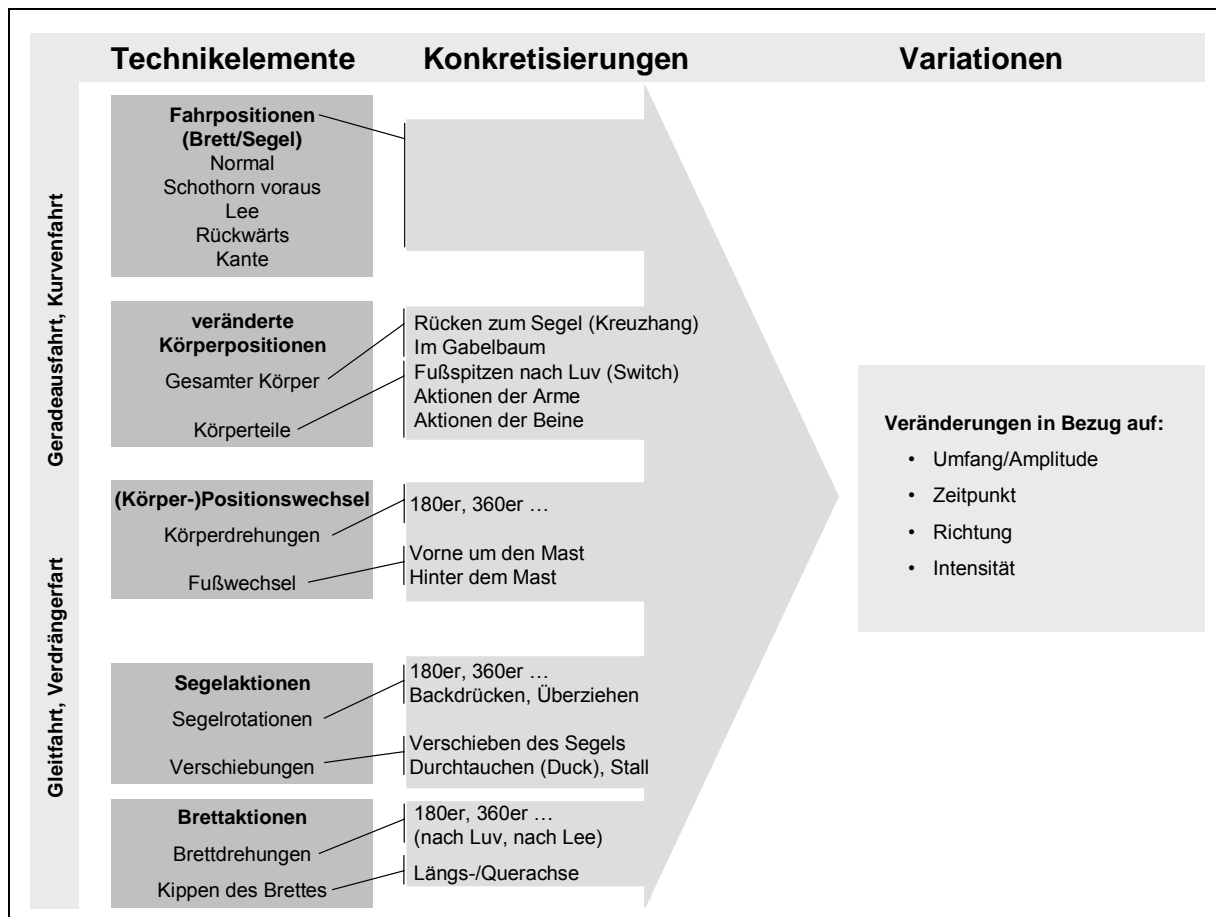 Technikelemente
Konkretisierungen
Variationen
Geradeausfahrt, Kurvenfahrt
Gleitfahrt, Verdrängerfart
Fahrpositionen
(Brett/Segel)
Normal
Schothorn voraus
Lee
Rückwärts
Kante
veränderte
Körperpositionen
Gesamter Körper
Körperteile
Rücken zum Segel (Kreuzhang)
Im Gabelbaum
Fußspitzen nach Luv (Switch)
Aktionen der Arme
Aktionen der Beine
(Körper-)Positionswechsel
Körperdrehungen
Fußwechsel
180er, 360er …
Vorne um den Mast
Hinter dem Mast
Segelaktionen
Segelrotationen
Verschiebungen
180er, 360er …
Backdrücken, Überziehen
Verschieben des Segels
Durchtauchen (Duck), Stall
Brettaktionen
Brettdrehungen
Kippen des Brettes
180er, 360er …
(nach Luv, nach Lee)
Längs-/Querachse
Veränderungen in Bezug auf:
• Umfang/Amplitude
• Zeitpunkt
• Richtung
• Intensität